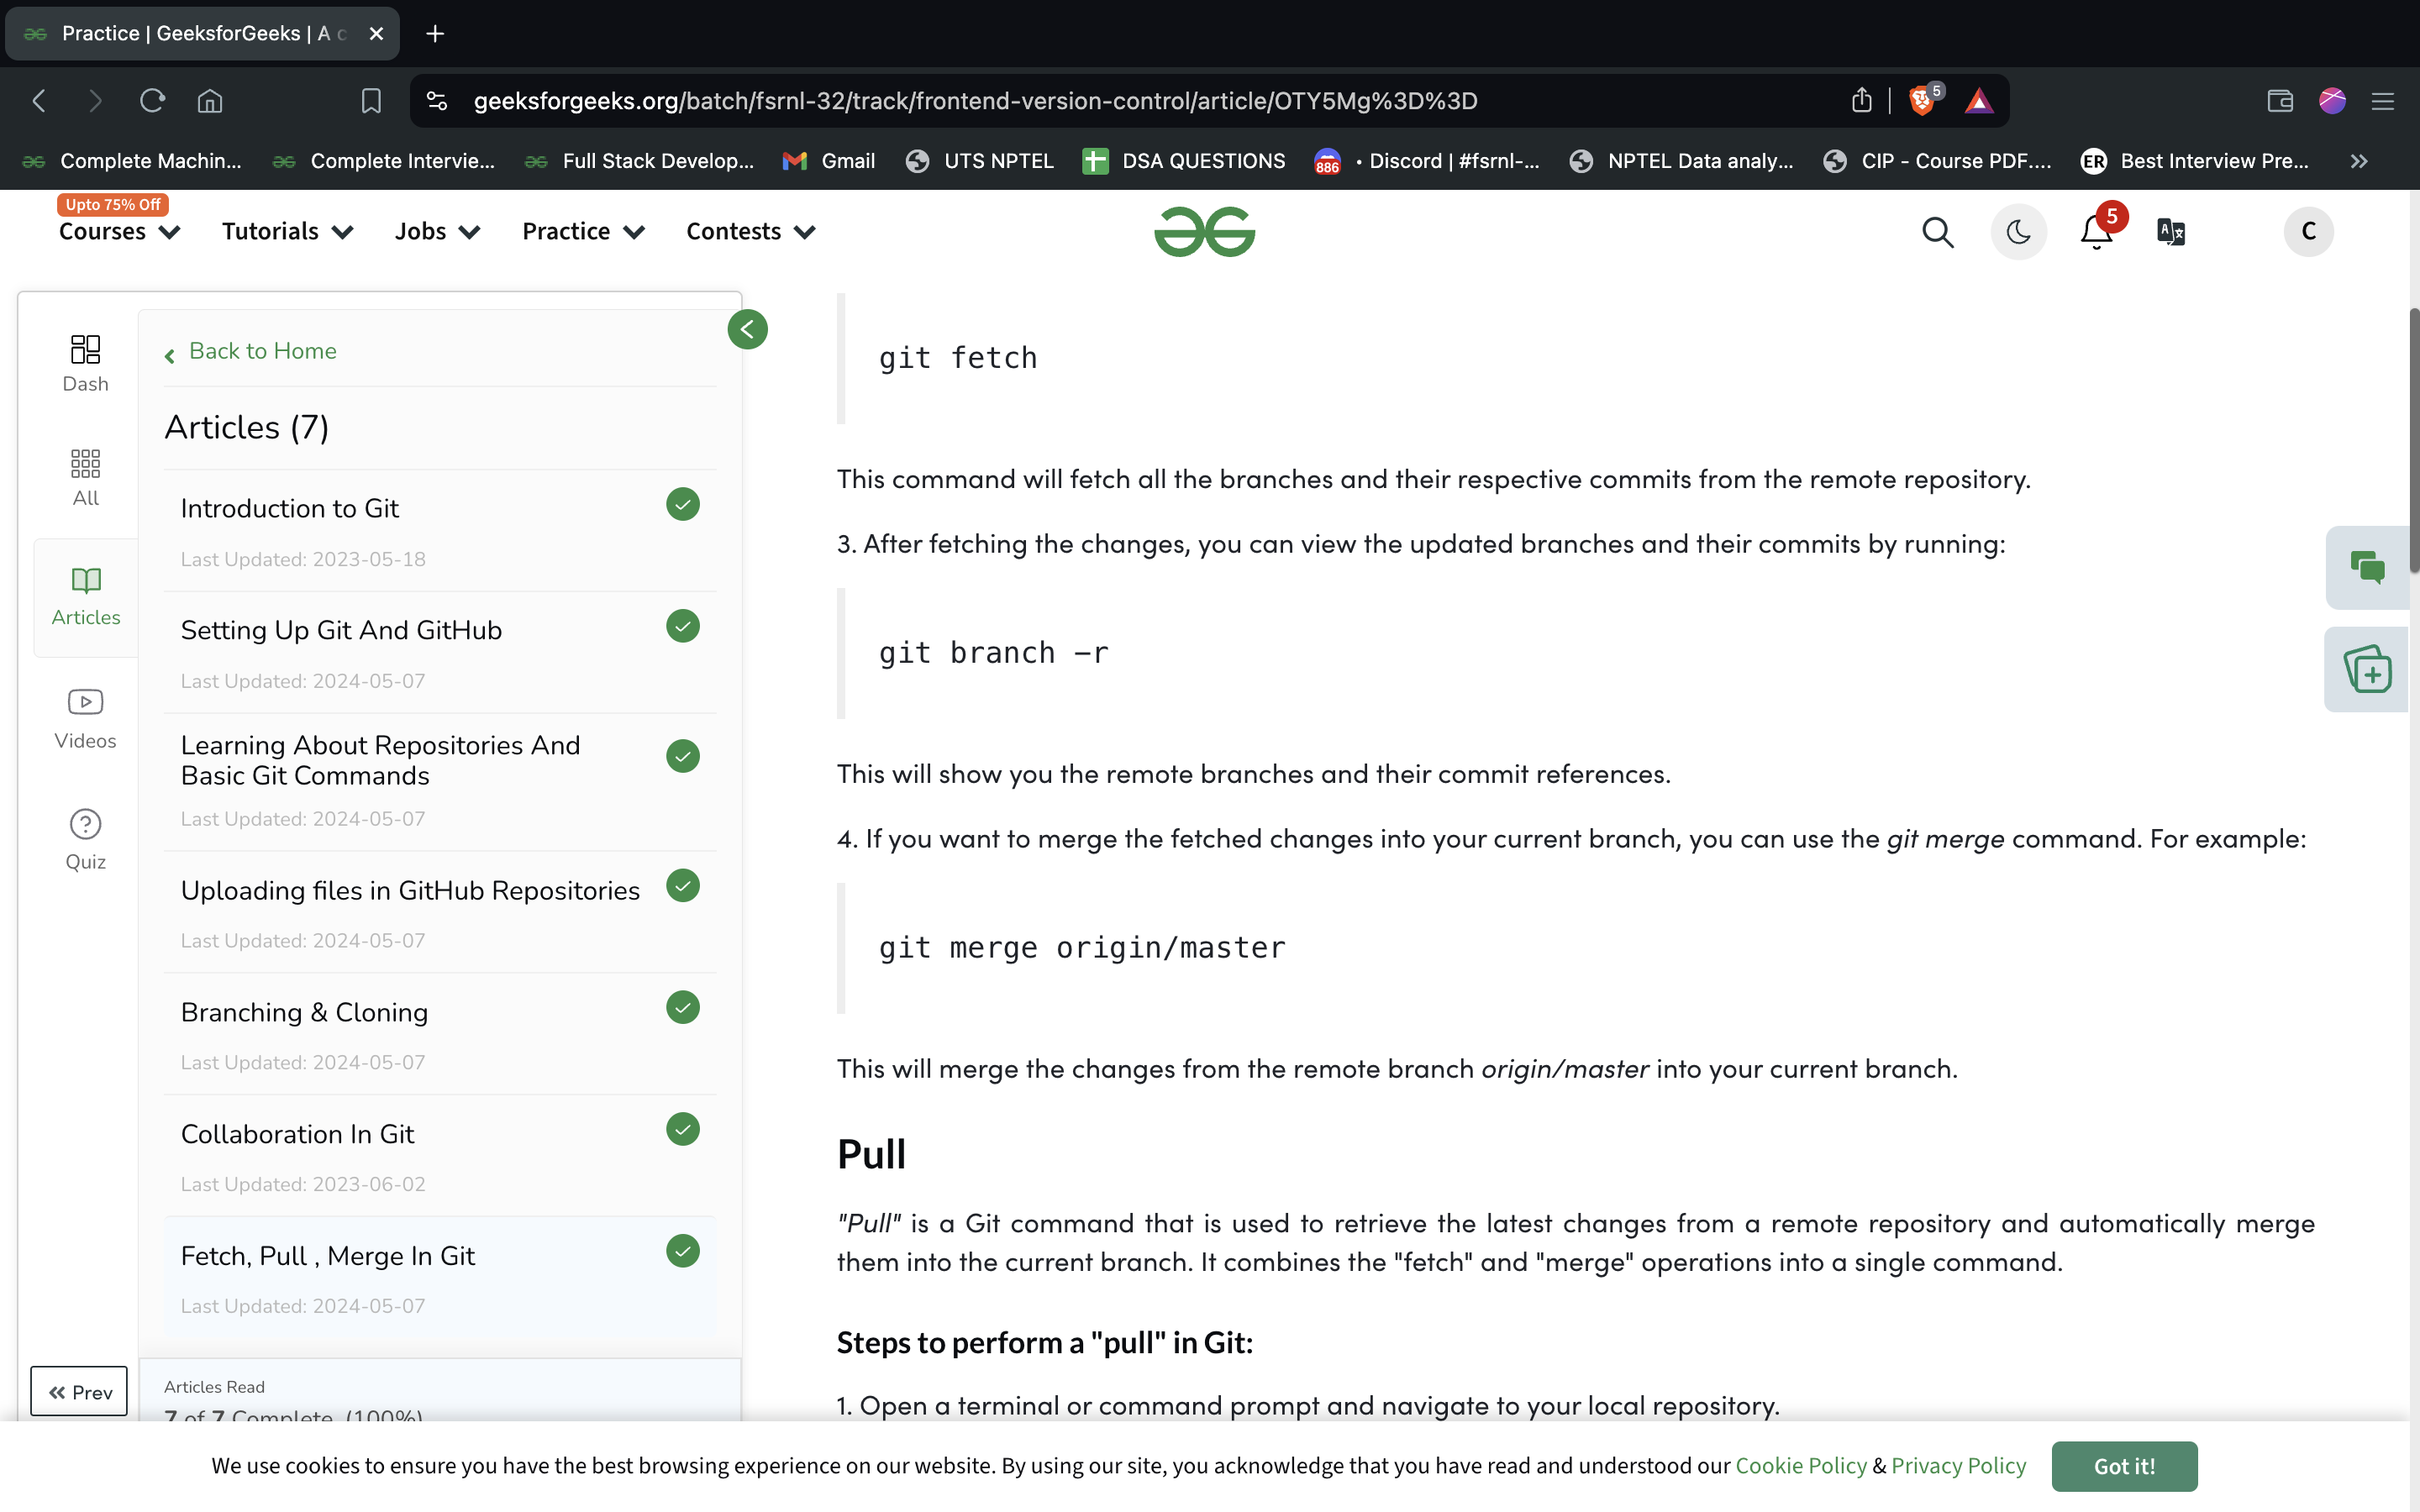 Practice | GeeksforGeeks | A c
geeksforgeeks.org/batch/fsrnl-32/track/frontend-version-control/article/OTY5Mg%3D%3D
5
Complete Machin...
Complete Intervie...
Full Stack Develop...
Gmail
UTS NPTEL
DSA QUESTIONS
886
• Discord | #fsrnl-...
NPTEL Data analy...
CIP - Course PDF....
ER
Best Interview Pre...
Upto 75% Off
Courses
Tutorials
Jobs
Practice
Contests
5
C
Dash
All
Articles
Videos
Quiz
Prev
Back to Home
Articles (7)
Introduction to Git
Last Updated: 2023-05-18
Setting Up Git And GitHub
Last Updated: 2024-05-07
Learning About Repositories And
Basic Git Commands
Last Updated: 2024-05-07
Uploading files in GitHub Repositories
Last Updated: 2024-05-07
Branching & Cloning
Last Updated: 2024-05-07
Collaboration In Git
Last Updated: 2023-06-02
Fetch, Pull , Merge In Git
Last Updated: 2024-05-07
Articles Read
7 of 7 Complete. (100%)
git fetch
This command will fetch all the branches and their respective commits from the remote repository.
3. After fetching the changes, you can view the updated branches and their commits by running:
git branch -r
This will show you the remote branches and their commit references.
4. If you want to merge the fetched changes into your current branch, you can use the git merge command. For example:
git merge origin/master
This will merge the changes from the remote branch origin/master into your current branch.
Pull
"Pull" is a Git command that is used to retrieve the latest changes from a remote repository and automatically merge
them into the current branch. It combines the "fetch" and "merge" operations into a single command.
Steps to perform a "pull" in Git:
1. Open a terminal or command prompt and navigate to your local repository.
We use cookies to ensure you have the best browsing experience on our website. By using our site, you acknowledge that you have read and understood our Cookie Policy & Privacy Policy
Got it!